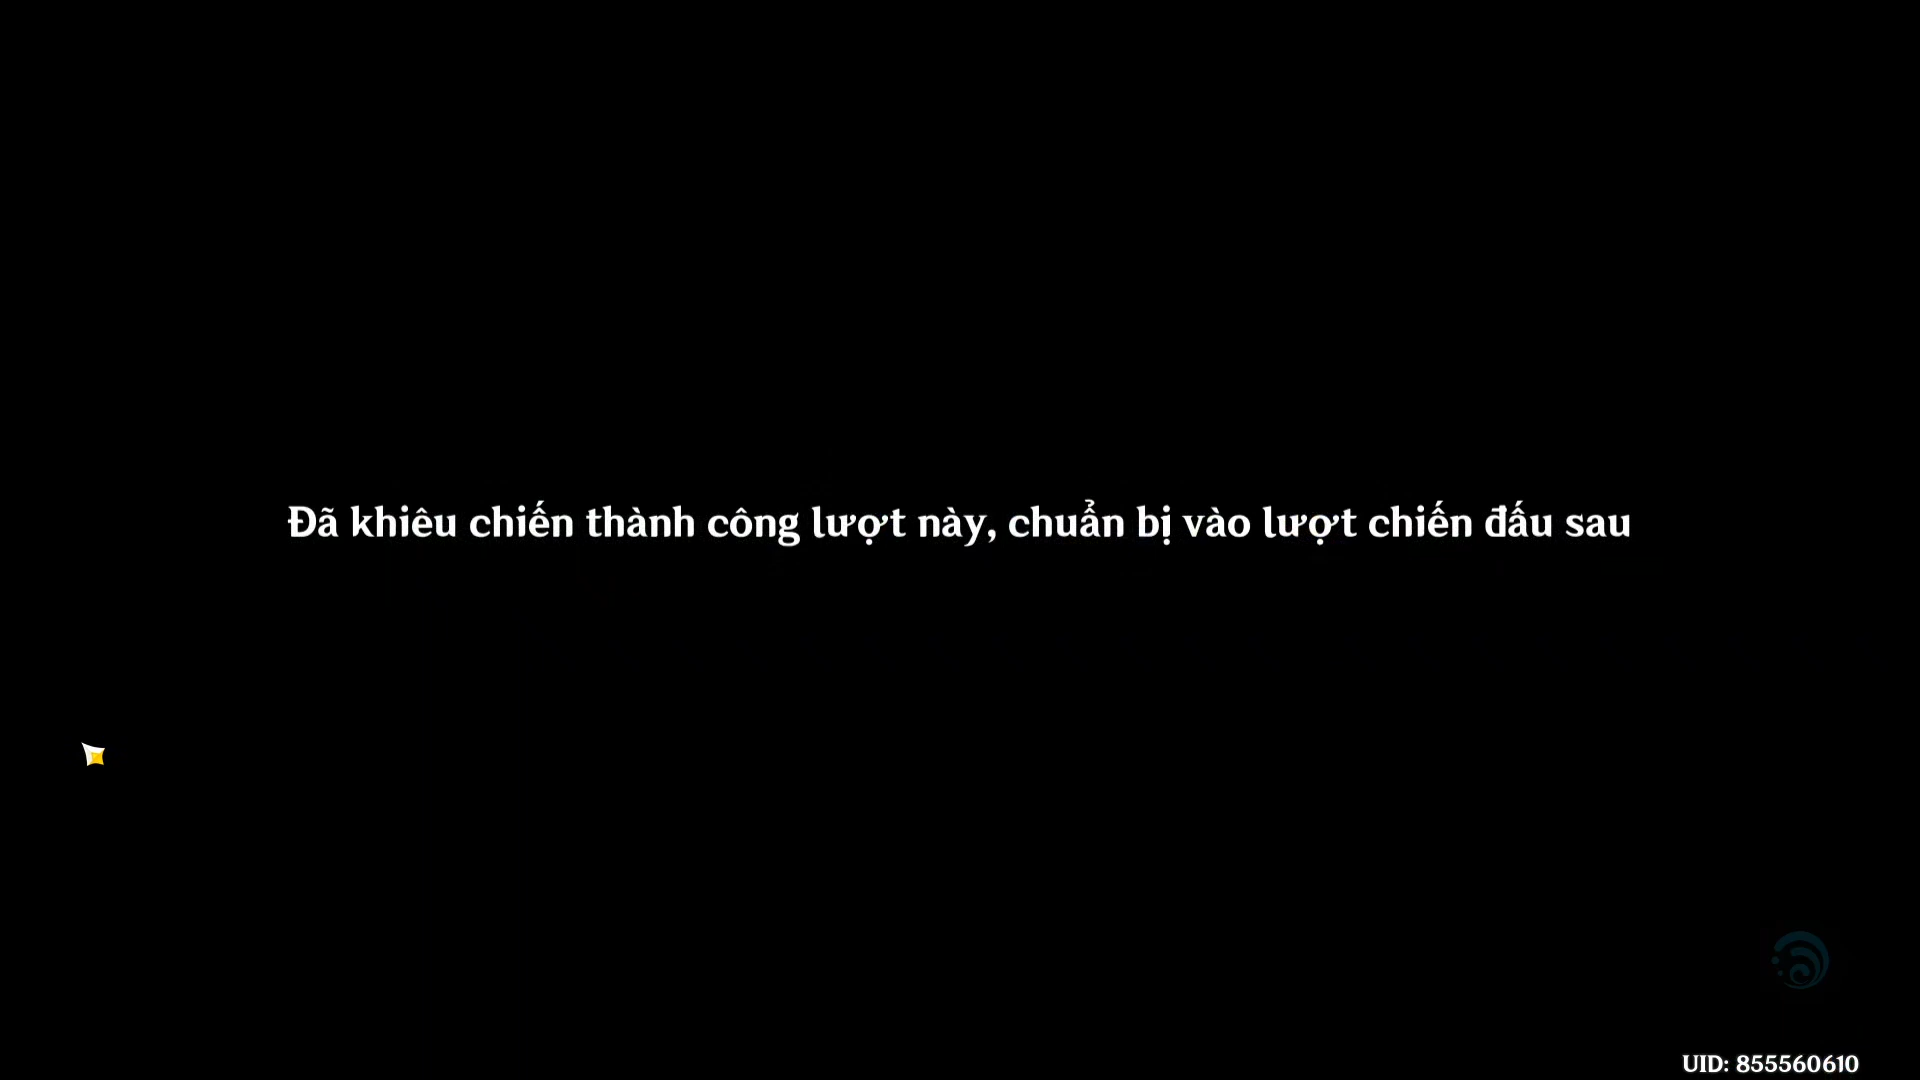 Đã khiêu chiến thành công lượt này, chuẩn bị vào lượt chiến đấu sau
UID: 855560610